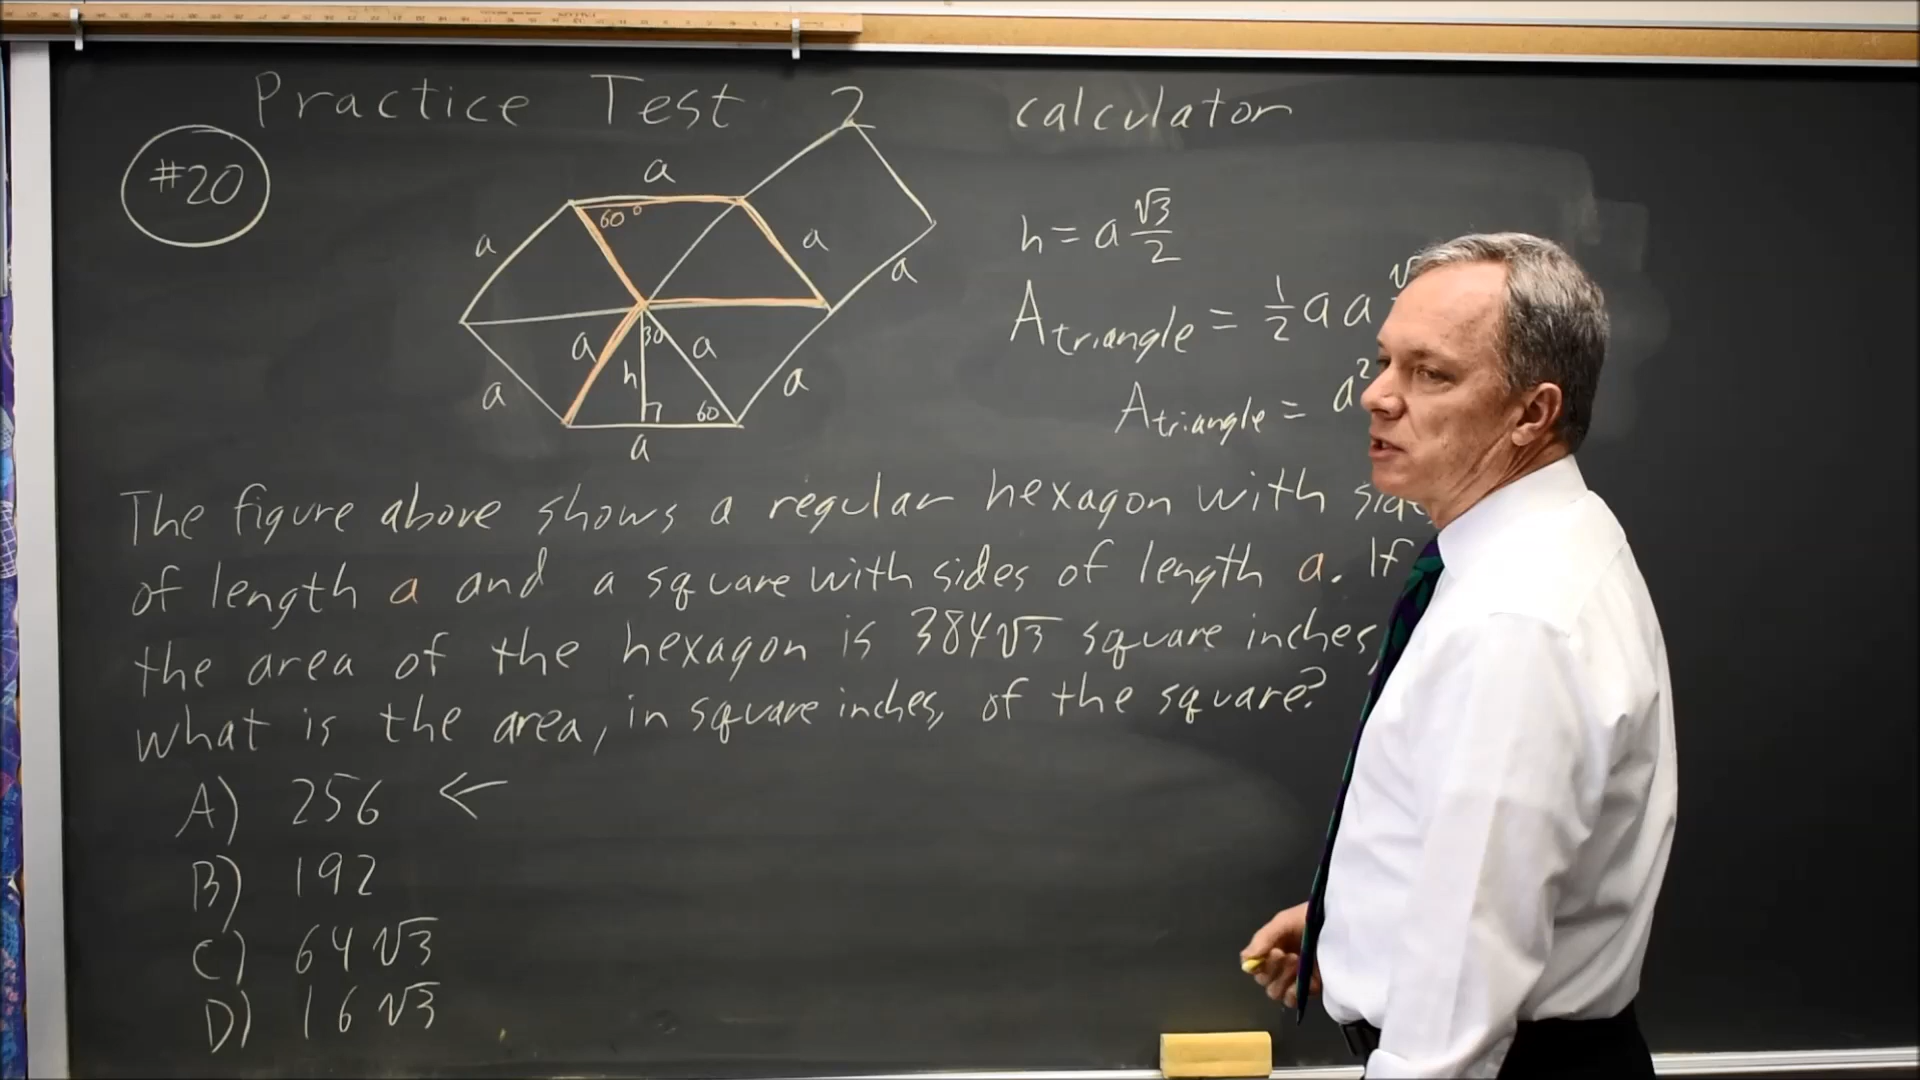 Practice Test 2 calculator
#20
a
60°
a
a
a
h = a √3/2
A triangle = 1/2 a a √
30
a
a
h
60
a
a
a
A triangle = a²
The figure above shows a regular hexagon with
of length a and a square with sides of length a. If
the area of the hexagon is 384√3 square inches,
what is the area, in square inches, of the square?
A) 256 ←
B) 192
C) 64√3
D) 16√3